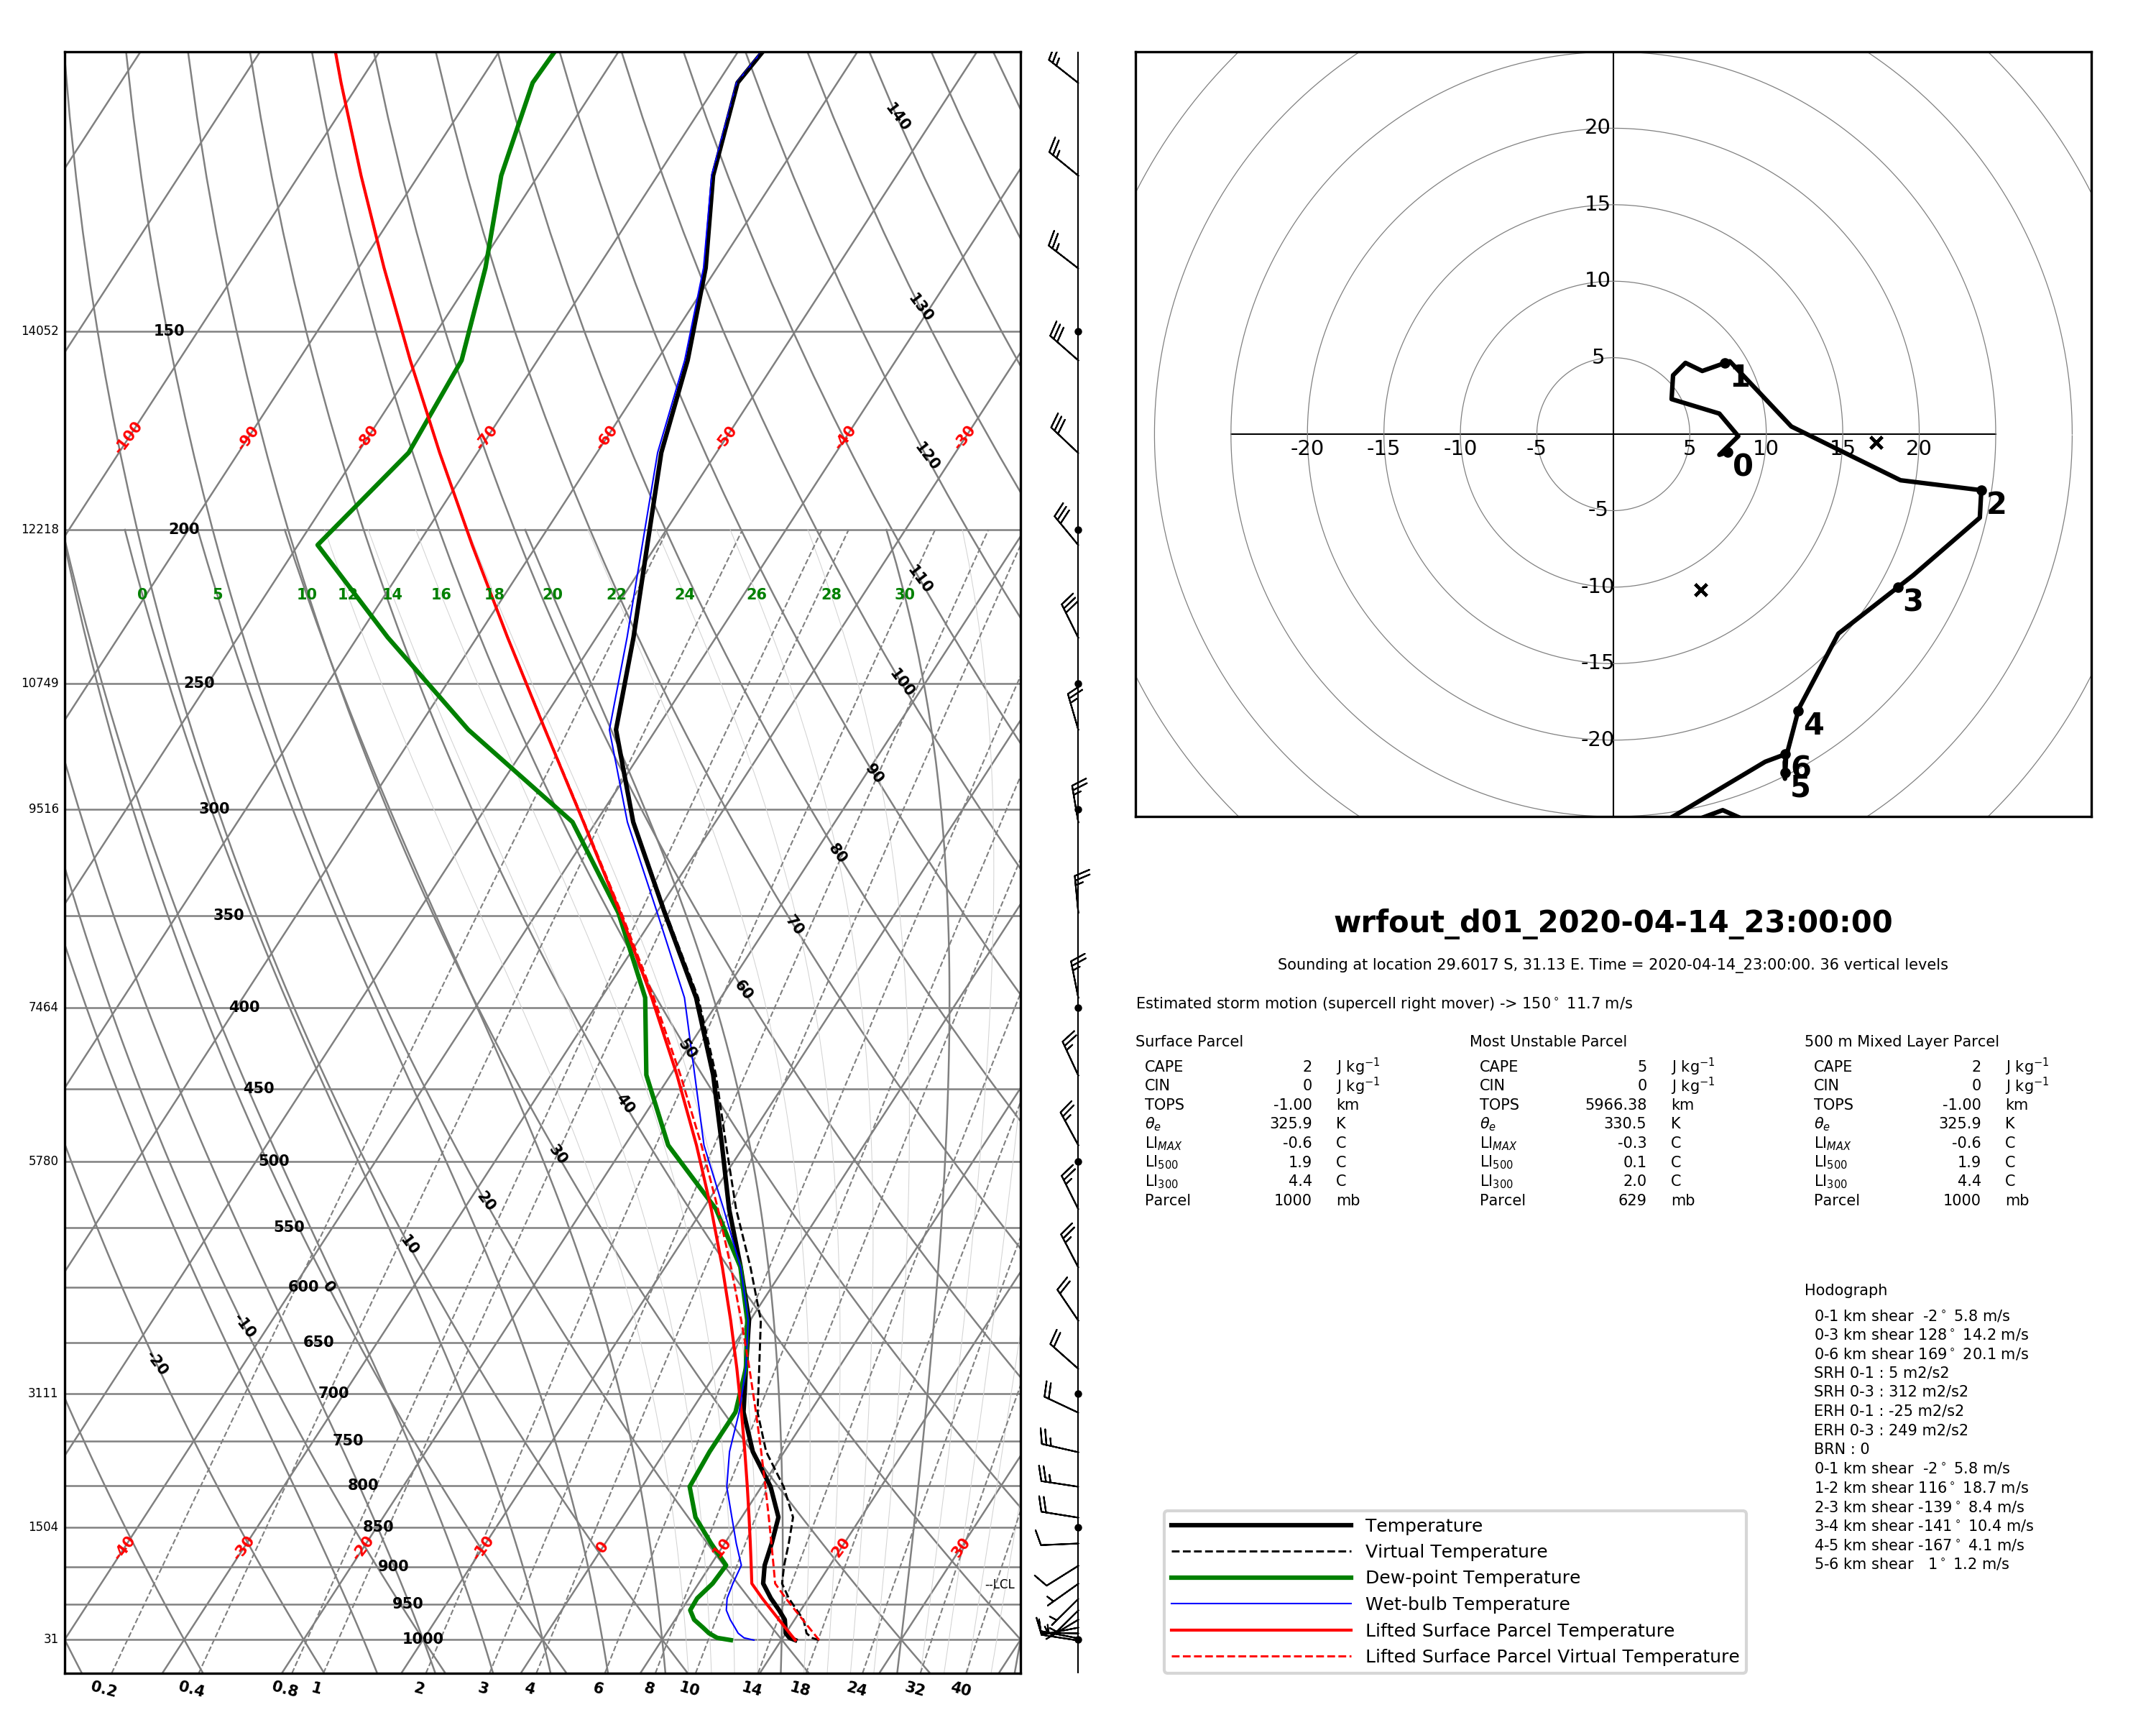 140
130
120
110
100
90
80
70
60
50
40
30
20
10
0
-10
-20
14052 150
-100 -90 -80 -70 -60 -50 -40 -30
12218 200
0 5 10 12 14 16 18 20 22 24 26 28 30
10749 250
9516 300
350
7464 400
450
5780 500
550
600
650
3111 700
750
800
1504 850
-40 -30 -20 -10 0 10 20 30
900
--LCL
950
31 1000
0.2 0.4 0.8 1 2 3 4 6 8 10 14 18 24 32 40
20
15
10
5
-20 -15 -10 -5 5 10 15 20
-5
-10
-15
-20
0
1
2
3
4
6
5
wrfout_d01_2020-04-14_23:00:00
Sounding at location 29.6017 S, 31.13 E. Time = 2020-04-14_23:00:00. 36 vertical levels
Estimated storm motion (supercell right mover) -> 150° 11.7 m/s
Surface Parcel
CAPE 2 J kg⁻¹
CIN 0 J kg⁻¹
TOPS -1.00 km
θₑ 325.9 K
LI_MAX -0.6 C
LI₅₀₀ 1.9 C
LI₃₀₀ 4.4 C
Parcel 1000 mb
Most Unstable Parcel
CAPE 5 J kg⁻¹
CIN 0 J kg⁻¹
TOPS 5966.38 km
θₑ 330.5 K
LI_MAX -0.3 C
LI₅₀₀ 0.1 C
LI₃₀₀ 2.0 C
Parcel 629 mb
500 m Mixed Layer Parcel
CAPE 2 J kg⁻¹
CIN 0 J kg⁻¹
TOPS -1.00 km
θₑ 325.9 K
LI_MAX -0.6 C
LI₅₀₀ 1.9 C
LI₃₀₀ 4.4 C
Parcel 1000 mb
Hodograph
0-1 km shear -2° 5.8 m/s
0-3 km shear 128° 14.2 m/s
0-6 km shear 169° 20.1 m/s
SRH 0-1 : 5 m2/s2
SRH 0-3 : 312 m2/s2
ERH 0-1 : -25 m2/s2
ERH 0-3 : 249 m2/s2
BRN : 0
0-1 km shear -2° 5.8 m/s
1-2 km shear 116° 18.7 m/s
2-3 km shear -139° 8.4 m/s
3-4 km shear -141° 10.4 m/s
4-5 km shear -167° 4.1 m/s
5-6 km shear 1° 1.2 m/s
Temperature
Virtual Temperature
Dew-point Temperature
Wet-bulb Temperature
Lifted Surface Parcel Temperature
Lifted Surface Parcel Virtual Temperature